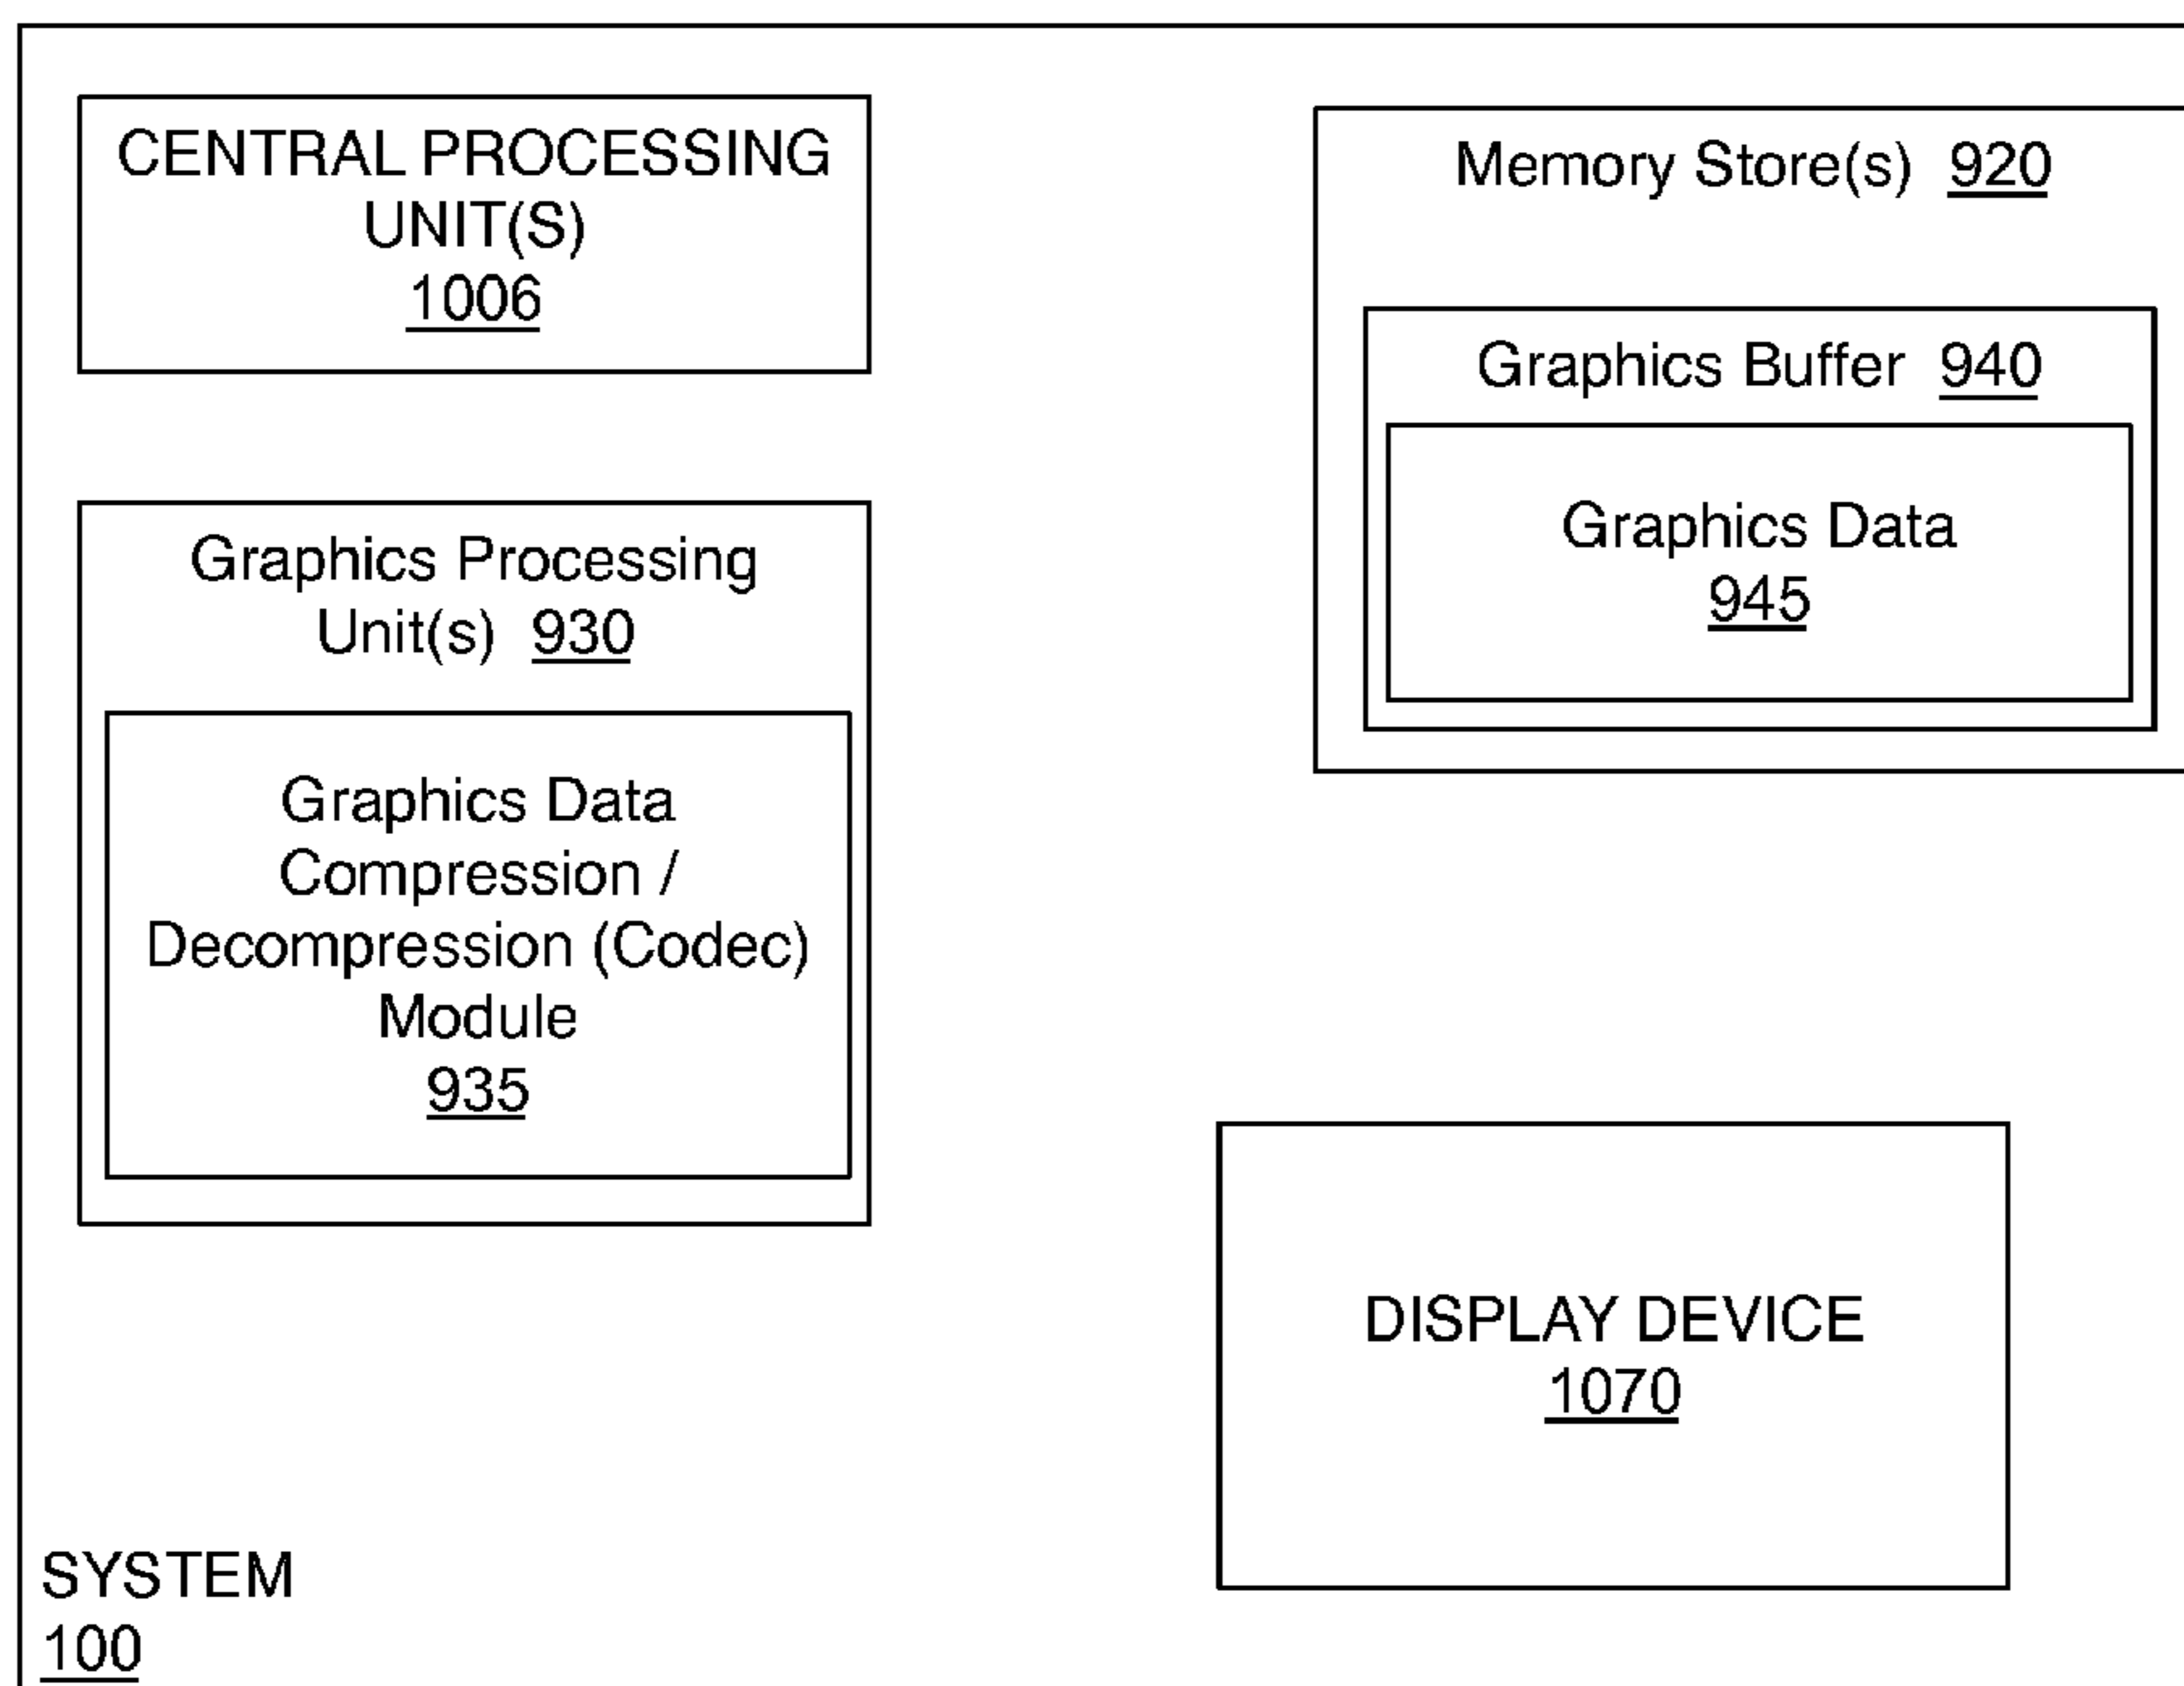 CENTRAL PROCESSING
UNIT(S)
1006
Memory Store(s) 920
Graphics Buffer 940
Graphics Data
945
Graphics Processing
Unit(s) 930
Graphics Data
Compression /
Decompression (Codec)
Module
935
DISPLAY DEVICE
1070
SYSTEM
100